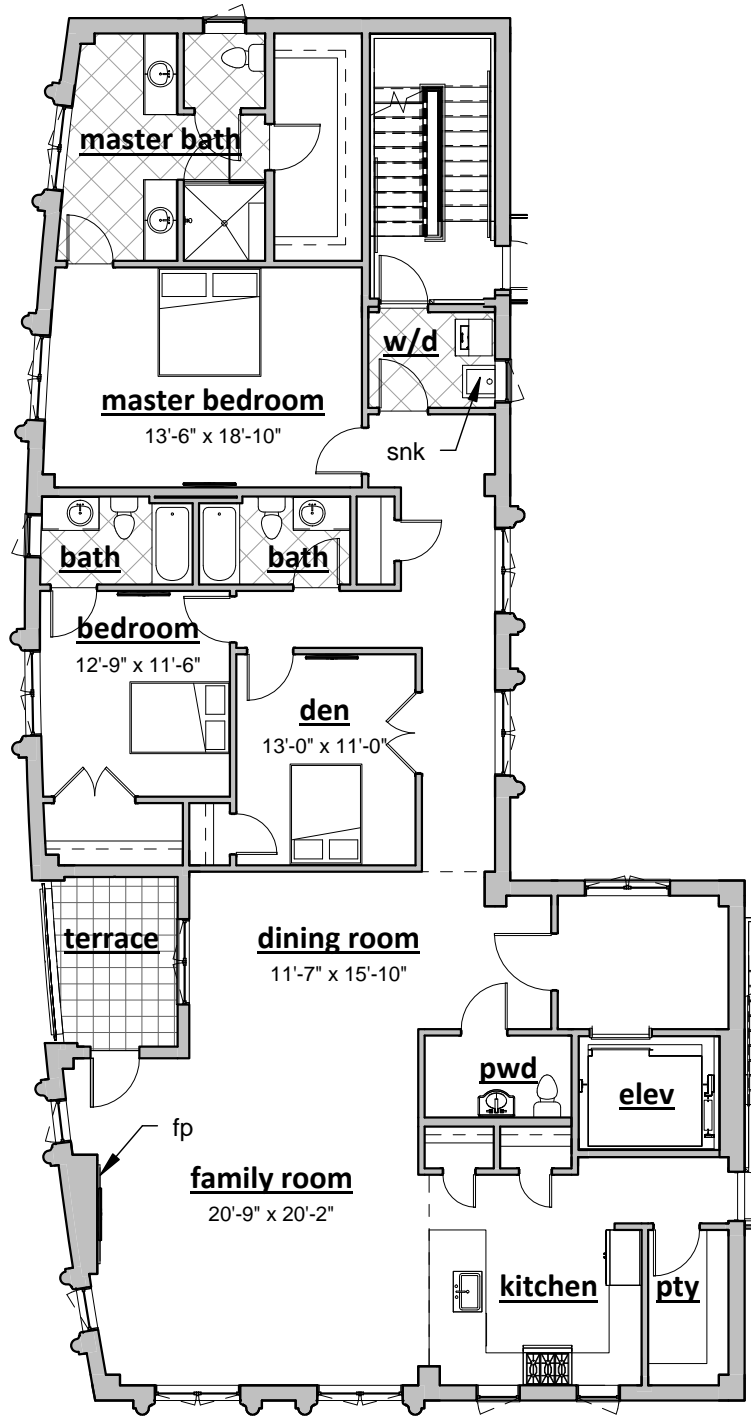 master bath
w/d
master bedroom
13'-6" x 18'-10"
snk
bath
bath
bedroom
12'-9" x 11'-6"
den
13'-0" x 11'-0"
terrace
dining room
11'-7" x 15'-10"
pwd
elev
fp
family room
20'-9" x 20'-2"
kitchen
pty